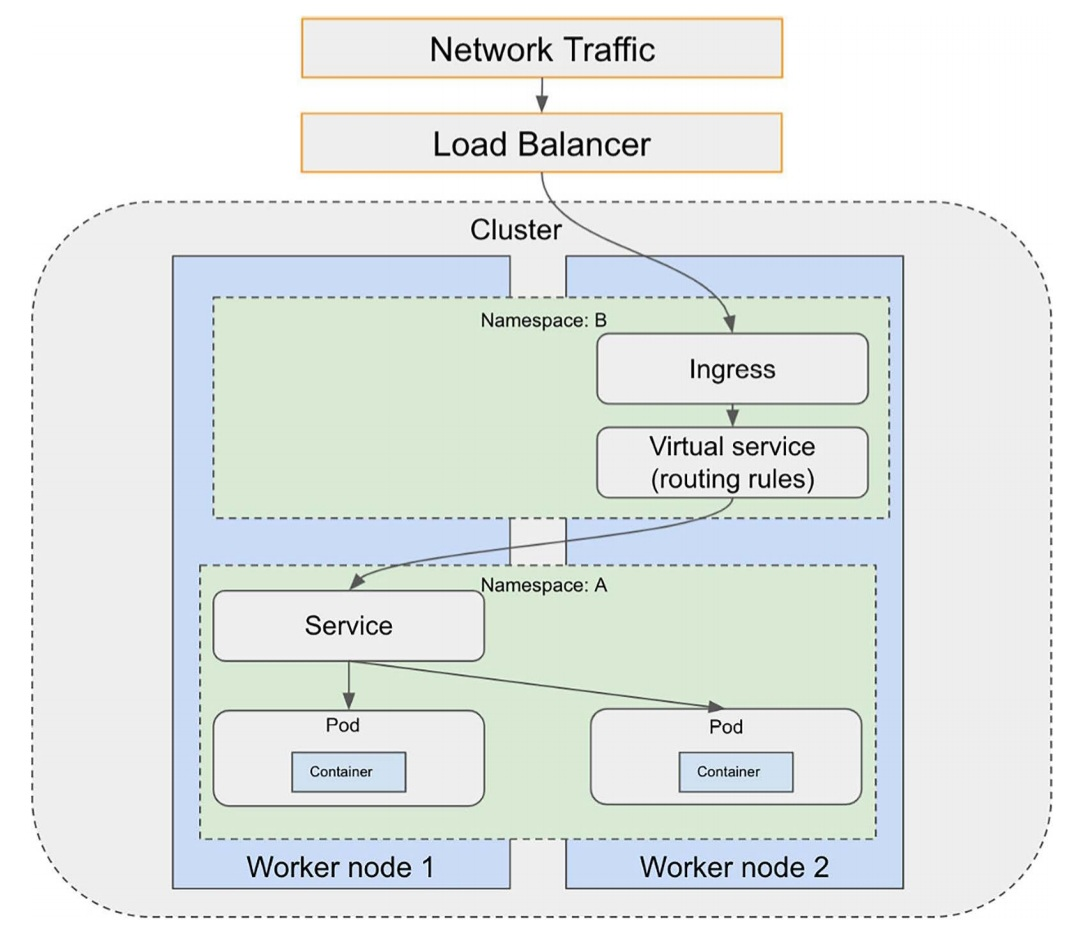 Network Traffic
Load Balancer
Cluster
Namespace: B
Ingress
Virtual service
(routing rules)
Namespace: A
Service
Pod
Container
Pod
Container
Worker node 1
Worker node 2